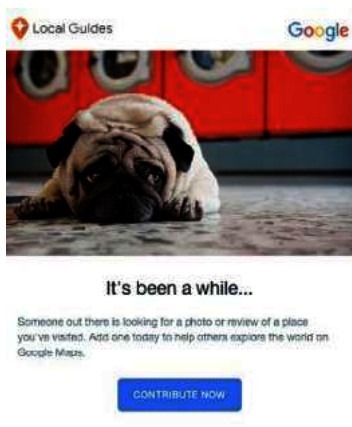 Local Guides
Google
It's been a while...
Someone out there is looking for a photo or review of a place
you've visited. Add one today to help others explore the world on
Google Maps.
CONTRIBUTE NOW